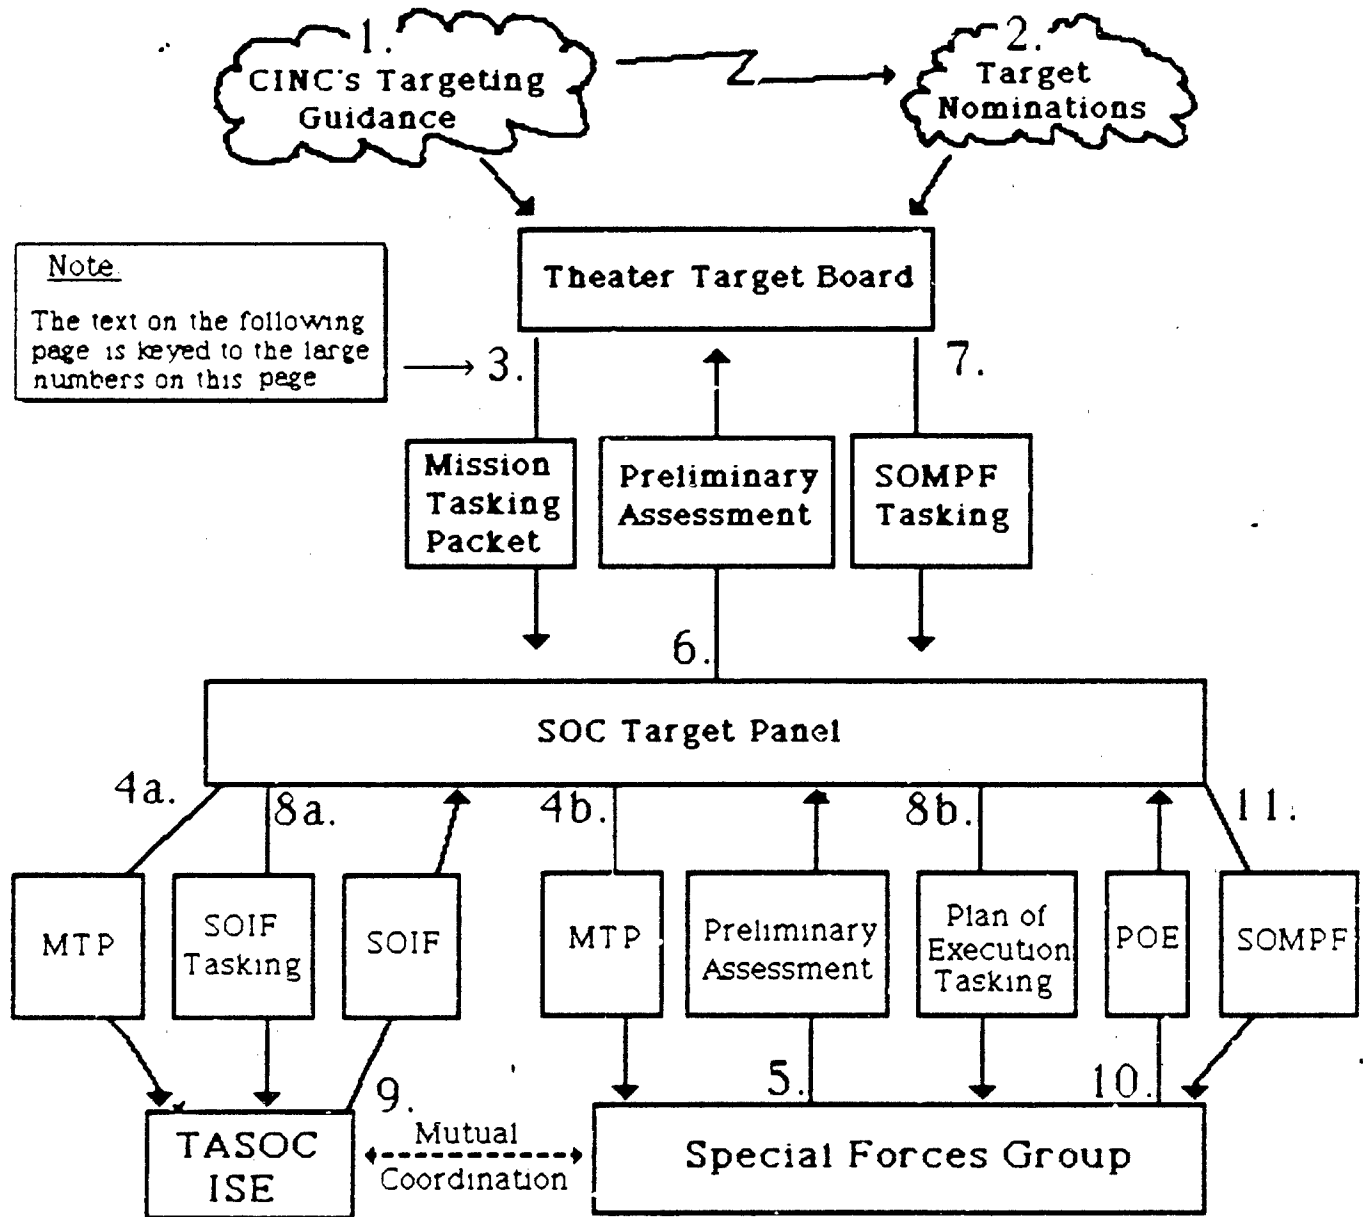 1.
CINC's Targeting
Guidance
2.
Target
Nominations
Theater Target Board
Note
The text on the following
page is keyed to the large
numbers on this page
3.
7.
Mission
Tasking
Packet
Preliminary
Assessment
SOMPF
Tasking
6.
SOC Target Panel
4a.
8a.
4b.
8b.
11.
MTP
SOIF
Tasking
SOIF
MTP
Preliminary
Assessment
Plan of
Execution
Tasking
POE
SOMPF
9.
5.
10.
TASOC
ISE
Mutual
Coordination
Special Forces Group